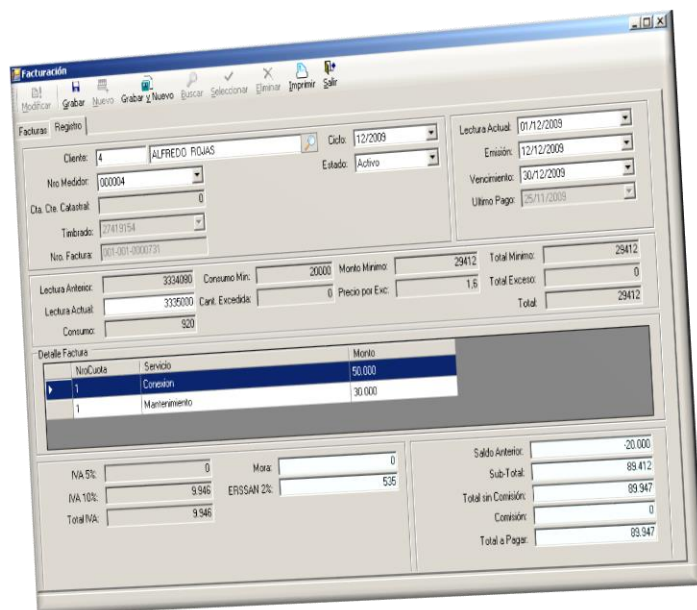 Facturación
Modificar Grabar Nuevo Grabar y Nuevo Buscar Seleccionar Eliminar Imprimir Salir
Facturas Registro
Cliente: 4 ALFREDO ROJAS
Nro Medidor: 000004
Cta. Cte. Catastral: 0
Timbrado: 27419154
Nro. Factura: 001-001-0000731
Ciclo: 12/2009
Estado: Activo
Lectura Actual: 01/12/2009
Emisión: 12/12/2009
Vencimiento: 30/12/2009
Ultimo Pago: 25/11/2009
Lectura Anterior: 3334080
Lectura Actual: 3335000
Consumo: 920
Consumo Min: 20000
Cant. Excedida: 0
Monto Minimo: 29412
Precio por Exc: 1,6
Total Minimo: 29412
Total Exceso: 0
Total: 29412
Detalle Factura
NroCuota Servicio Monto
1 Conexion 50.000
1 Mantenimiento 30.000
IVA 5%: 0
IVA 10%: 9.946
Total IVA: 9.946
Mora: 0
ERSSAN 2%: 535
Saldo Anterior: -20.000
Sub-Total: 89.412
Total sin Comisión: 89.947
Comisión: 0
Total a Pagar: 89.947